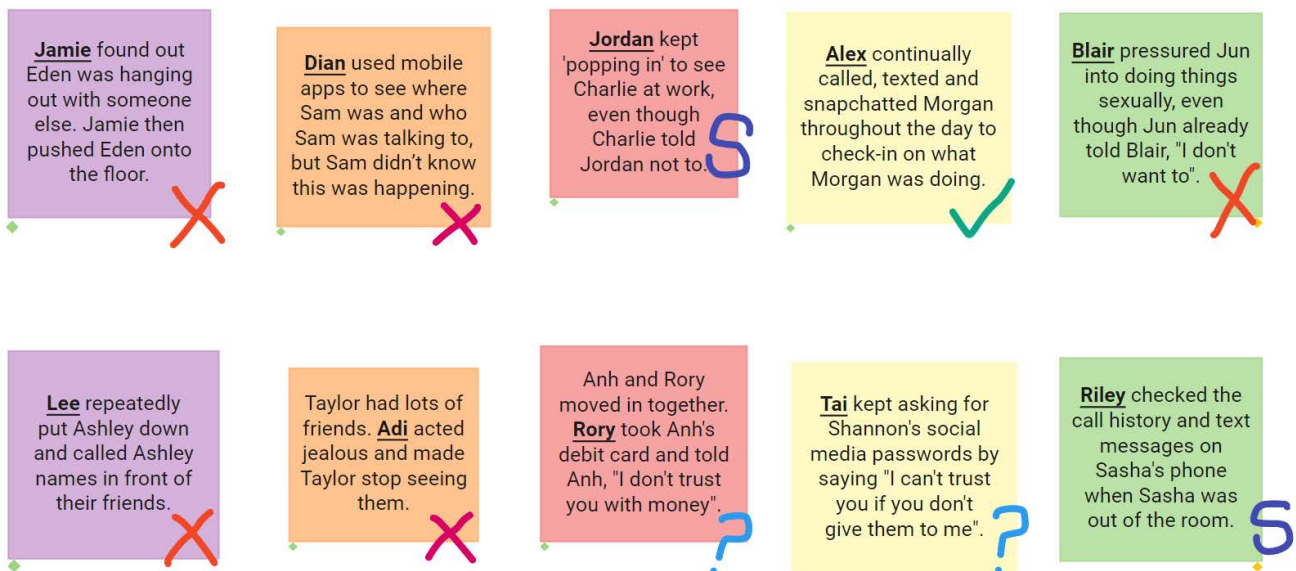 Jamie found out
Eden was hanging
out with someone
else. Jamie then
pushed Eden onto
the floor.
Dian used mobile
apps to see where
Sam was and who
Sam was talking to,
but Sam didn’t know
this was happening.
Jordan kept
'popping in' to see
Charlie at work,
even though
Charlie told
Jordan not to.
S
Alex continually
called, texted and
snapchatted Morgan
throughout the day to
check-in on what
Morgan was doing.
Blair pressured Jun
into doing things
sexually, even
though Jun already
told Blair, "I don't
want to".
Lee repeatedly
put Ashley down
and called Ashley
names in front of
their friends.
Taylor had lots of
friends. Adi acted
jealous and made
Taylor stop seeing
them.
Anh and Rory
moved in together.
Rory took Anh's
debit card and told
Anh, "I don't trust
you with money".
?
Tai kept asking for
Shannon's social
media passwords by
saying "I can't trust
you if you don't
give them to me".
?
Riley checked the
call history and text
messages on
Sasha's phone
when Sasha was
out of the room.
S